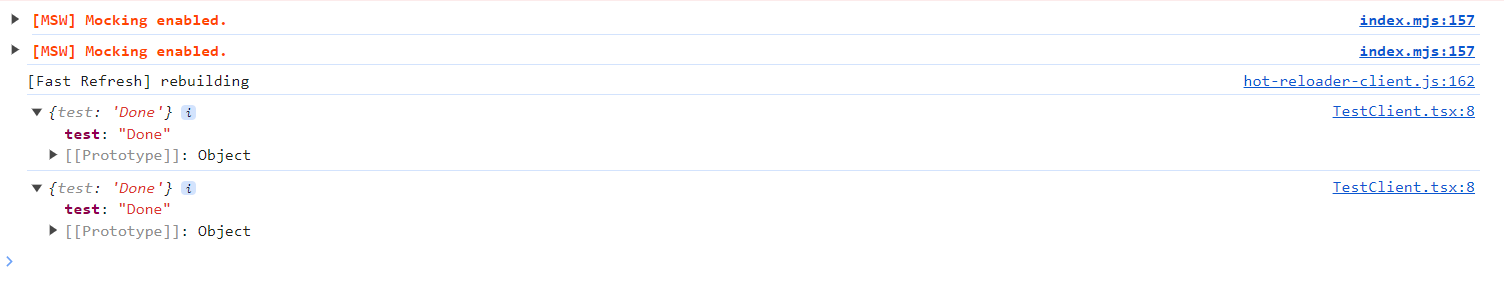 [MSW] Mocking enabled. index.mjs:157
[MSW] Mocking enabled. index.mjs:157
[Fast Refresh] rebuilding hot-reloader-client.js:162
{test: 'Done'} i TestClient.tsx:8
test: "Done"
[[Prototype]]: Object
{test: 'Done'} i TestClient.tsx:8
test: "Done"
[[Prototype]]: Object